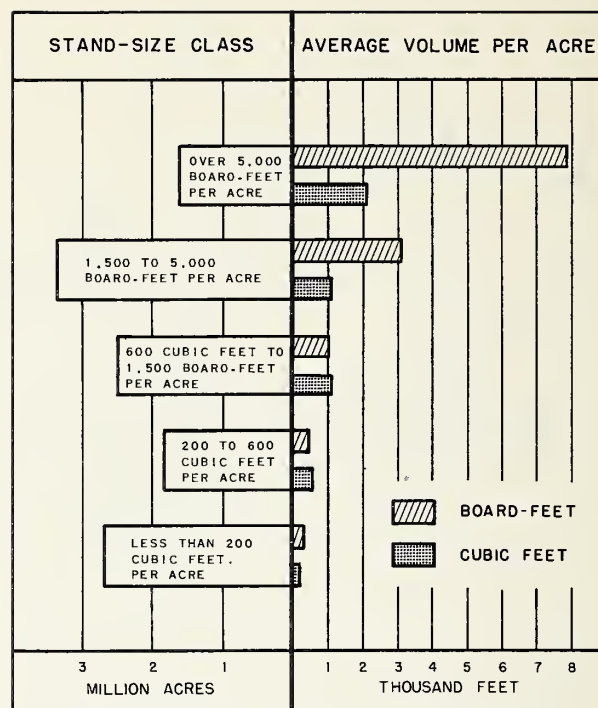 STAND-SIZE CLASS
AVERAGE VOLUME PER ACRE
OVER 5,000
BOARD-FEET
PER ACRE
1,500 TO 5,000
BOARD-FEET PER ACRE
600 CUBIC FEET TO
1,500 BOARD-FEET
PER ACRE
200 TO 600
CUBIC FEET
PER ACRE
LESS THAN 200
CUBIC FEET.
PER ACRE
BOARD-FEET
CUBIC FEET
3 2 1
1 2 3 4 5 6 7 8
MILLION ACRES
THOUSAND FEET